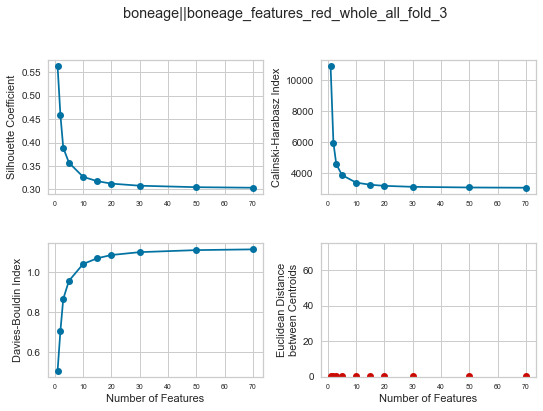 boneage||boneage_features_red_whole_all_fold_3
Silhouette Coefficient
0.55
0.50
0.45
0.40
0.35
0.30
0 10 20 30 40 50 60 70
Calinski-Harabasz Index
10000
8000
6000
4000
0 10 20 30 40 50 60 70
Davies-Bouldin Index
1.0
0.8
0.6
0 10 20 30 40 50 60 70
Number of Features
Euclidean Distance
between Centroids
60
40
20
0
0 10 20 30 40 50 60 70
Number of Features